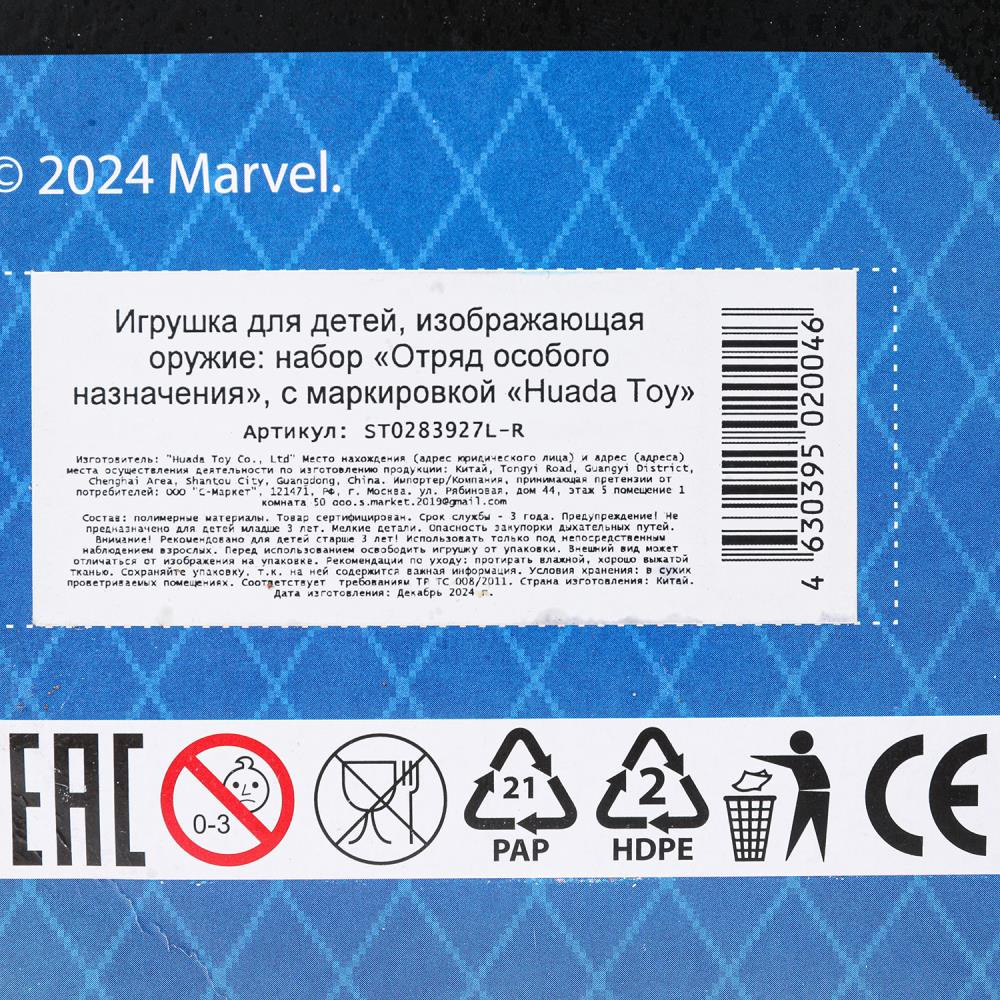 © 2024 Marvel.
Игрушка для детей, изображающая
оружие: набор «Отряд особого
назначения», с маркировкой «Huada Toy»
Артикул: ST0283927L-R
Изготовитель: "Huada Toy Co., Ltd" Место нахождения (адрес юридического лица) и адрес (адреса)
места осуществления деятельности по изготовлению продукции: Китай, Tongyi Road, Guangyi District,
Chenghai Area, Shantou City, Guangdong, China. Импортер/Компания, принимающая претензии от
потребителей: ООО "С-Маркет", 121471, РФ, г. Москва. ул. Рябиновая, дом 44, этаж 5 помещение 1
комната 50 ooo.s.market.2019@gmail.com
Состав: полимерные материалы. Товар сертифицирован. Срок службы - 3 года. Предупреждение! Не
предназначено для детей младше 3 лет. Мелкие детали. Опасность закупорки дыхательных путей.
Внимание! Рекомендовано для детей старше 3 лет! Использовать только под непосредственным
наблюдением взрослых. Перед использованием освободить игрушку от упаковки. Внешний вид может
отличаться от изображения на упаковке. Рекомендации по уходу: протирать влажной, хорошо выжатой
тканью. Сохраняйте упаковку, т.к. на ней содержится важная информация. Условия хранения: в сухих
проветриваемых помещениях. Соответствует требованиям ТР ТС 008/2011. Страна изготовления: Китай.
Дата изготовления: Декабрь 2024 г.
4 630395 020046
EAC
0-3
21
PAP
2
HDPE
CE